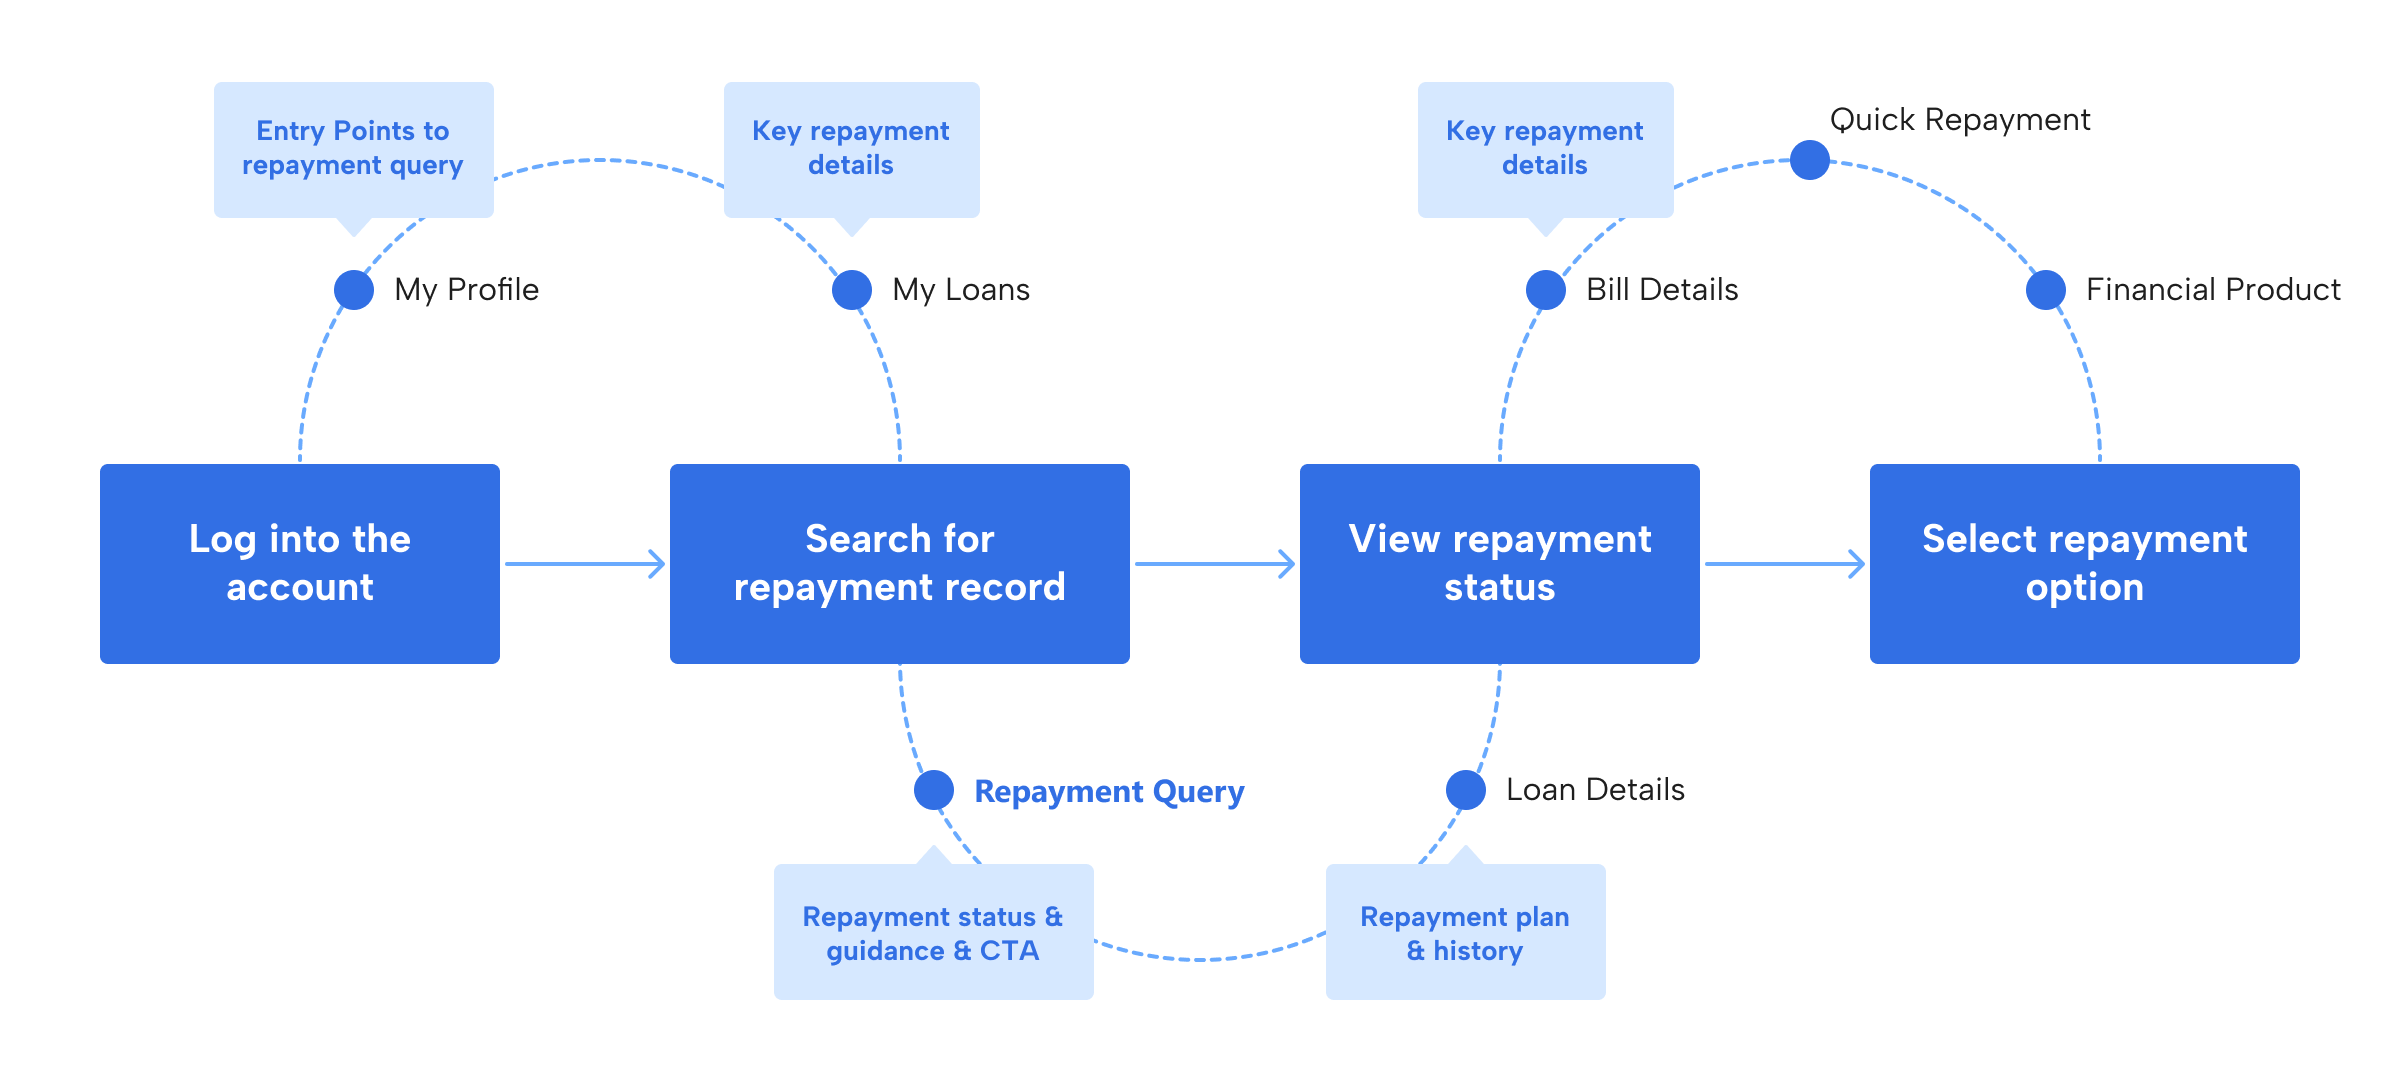 Entry Points to
repayment query
Key repayment
details
Key repayment
details
Quick Repayment
My Profile
My Loans
Bill Details
Financial Product
Log into the
account
Search for
repayment record
View repayment
status
Select repayment
option
Repayment Query
Loan Details
Repayment status &
guidance & CTA
Repayment plan
& history